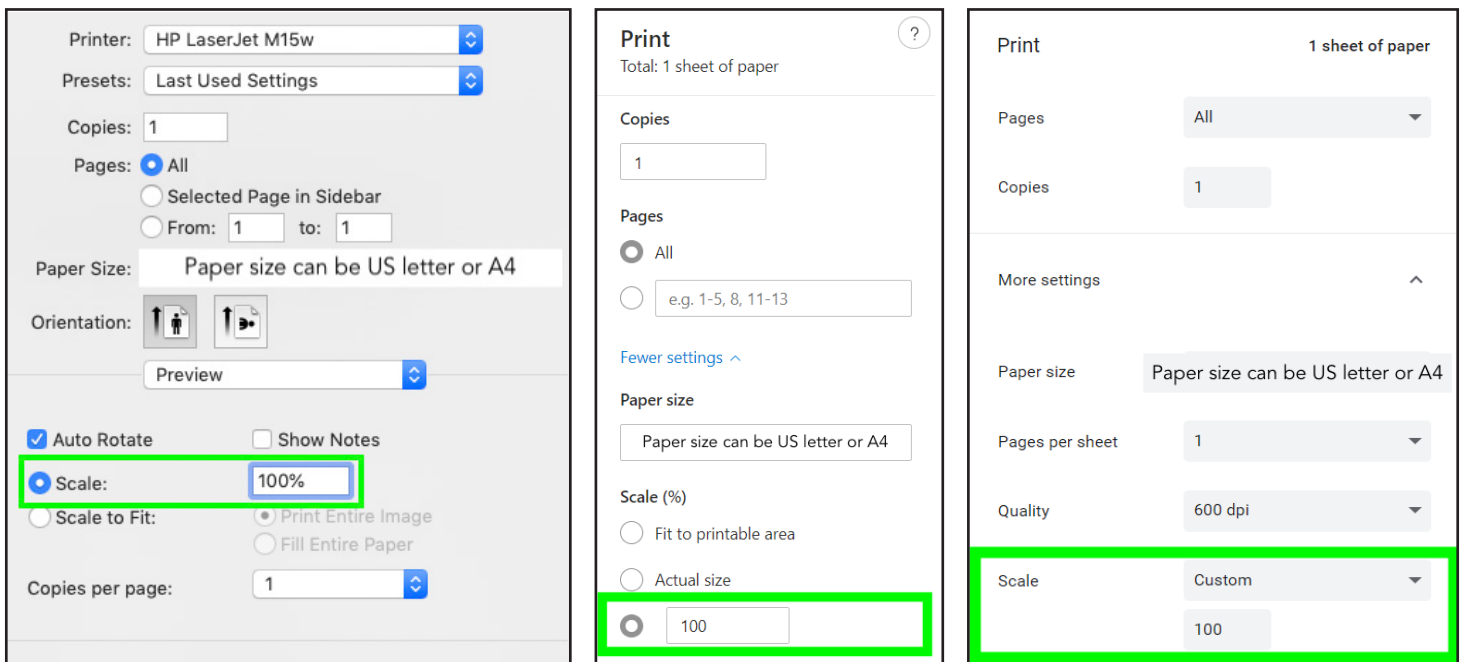 Printer: HP LaserJet M15w
Presets: Last Used Settings
Copies: 1
Pages: All
Selected Page in Sidebar
From: 1 to: 1
Paper Size: Paper size can be US letter or A4
Orientation:
Preview
Auto Rotate Show Notes
Scale: 100%
Scale to Fit: Print Entire Image
Fill Entire Paper
Copies per page: 1
Print ?
Total: 1 sheet of paper
Copies
1
Pages
All
e.g. 1-5, 8, 11-13
Fewer settings
Paper size
Paper size can be US letter or A4
Scale (%)
Fit to printable area
Actual size
100
Print 1 sheet of paper
Pages All
Copies 1
More settings
Paper size Paper size can be US letter or A4
Pages per sheet 1
Quality 600 dpi
Scale Custom
100